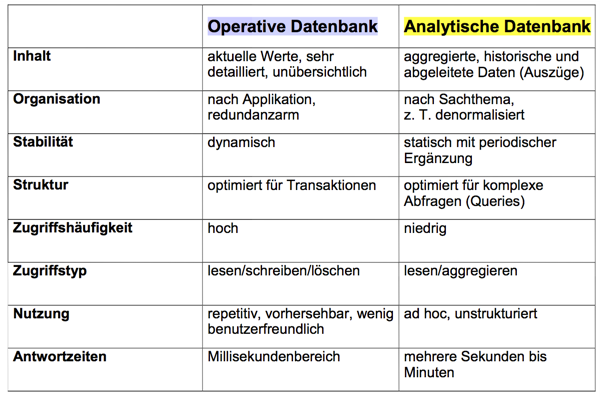 Operative Datenbank Analytische Datenbank
Inhalt aktuelle Werte, sehr aggregierte, historische und
detailliert, unübersichtlich abgeleitete Daten (Auszüge)
Organisation nach Applikation, nach Sachthema,
redundanzarm z. T. denormalisiert
Stabilität dynamisch statisch mit periodischer
Ergänzung
Struktur optimiert für Transaktionen optimiert für komplexe
Abfragen (Queries)
Zugriffshäufigkeit hoch niedrig
Zugriffstyp lesen/schreiben/löschen lesen/aggregieren
Nutzung repetitiv, vorhersehbar, wenig ad hoc, unstrukturiert
benutzerfreundlich
Antwortzeiten Millisekundenbereich mehrere Sekunden bis
Minuten